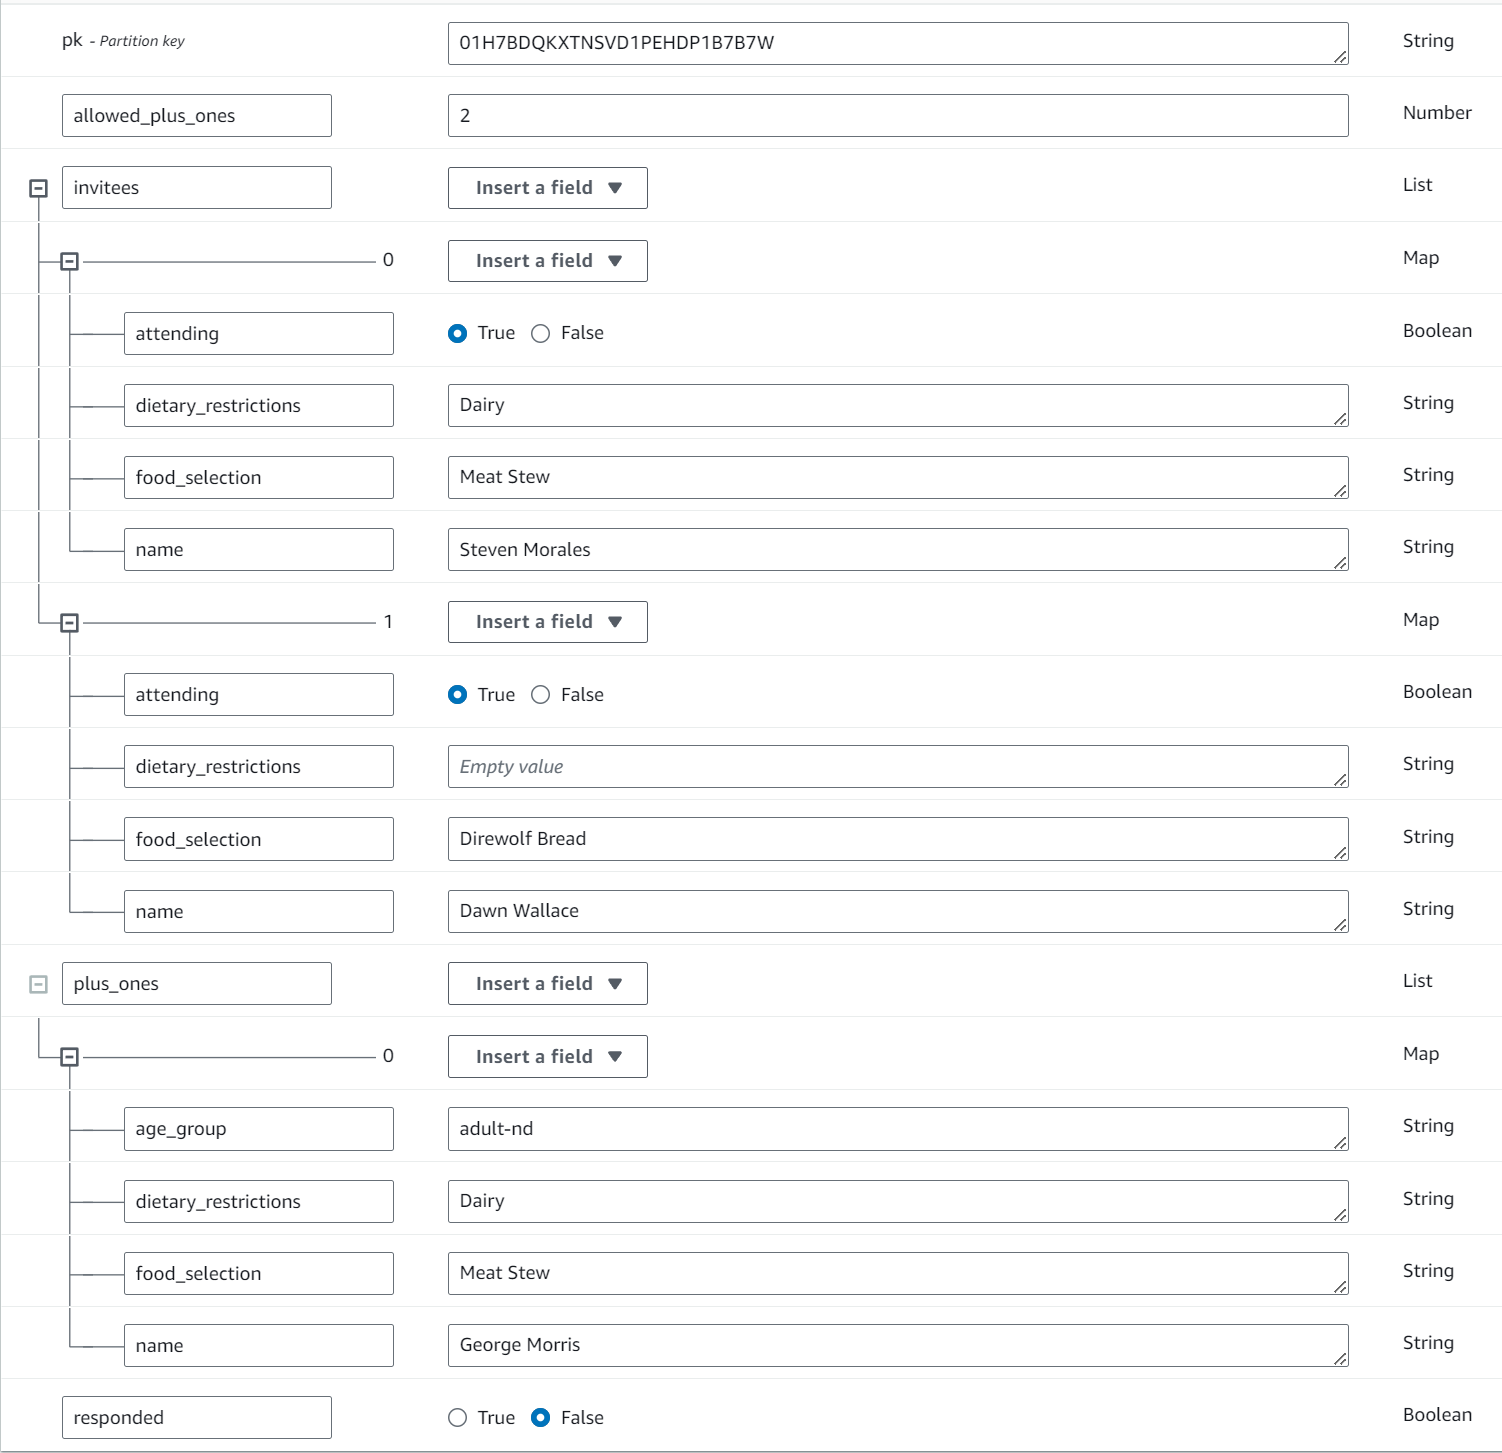 pk - Partition key 01H7BDQKXTNSVD1PEHDP1B7B7W String
allowed_plus_ones 2 Number
invitees Insert a field List
0 Insert a field Map
attending True False Boolean
dietary_restrictions Dairy String
food_selection Meat Stew String
name Steven Morales String
1 Insert a field Map
attending True False Boolean
dietary_restrictions Empty value String
food_selection Direwolf Bread String
name Dawn Wallace String
plus_ones Insert a field List
0 Insert a field Map
age_group adult-nd String
dietary_restrictions Dairy String
food_selection Meat Stew String
name George Morris String
responded True False Boolean